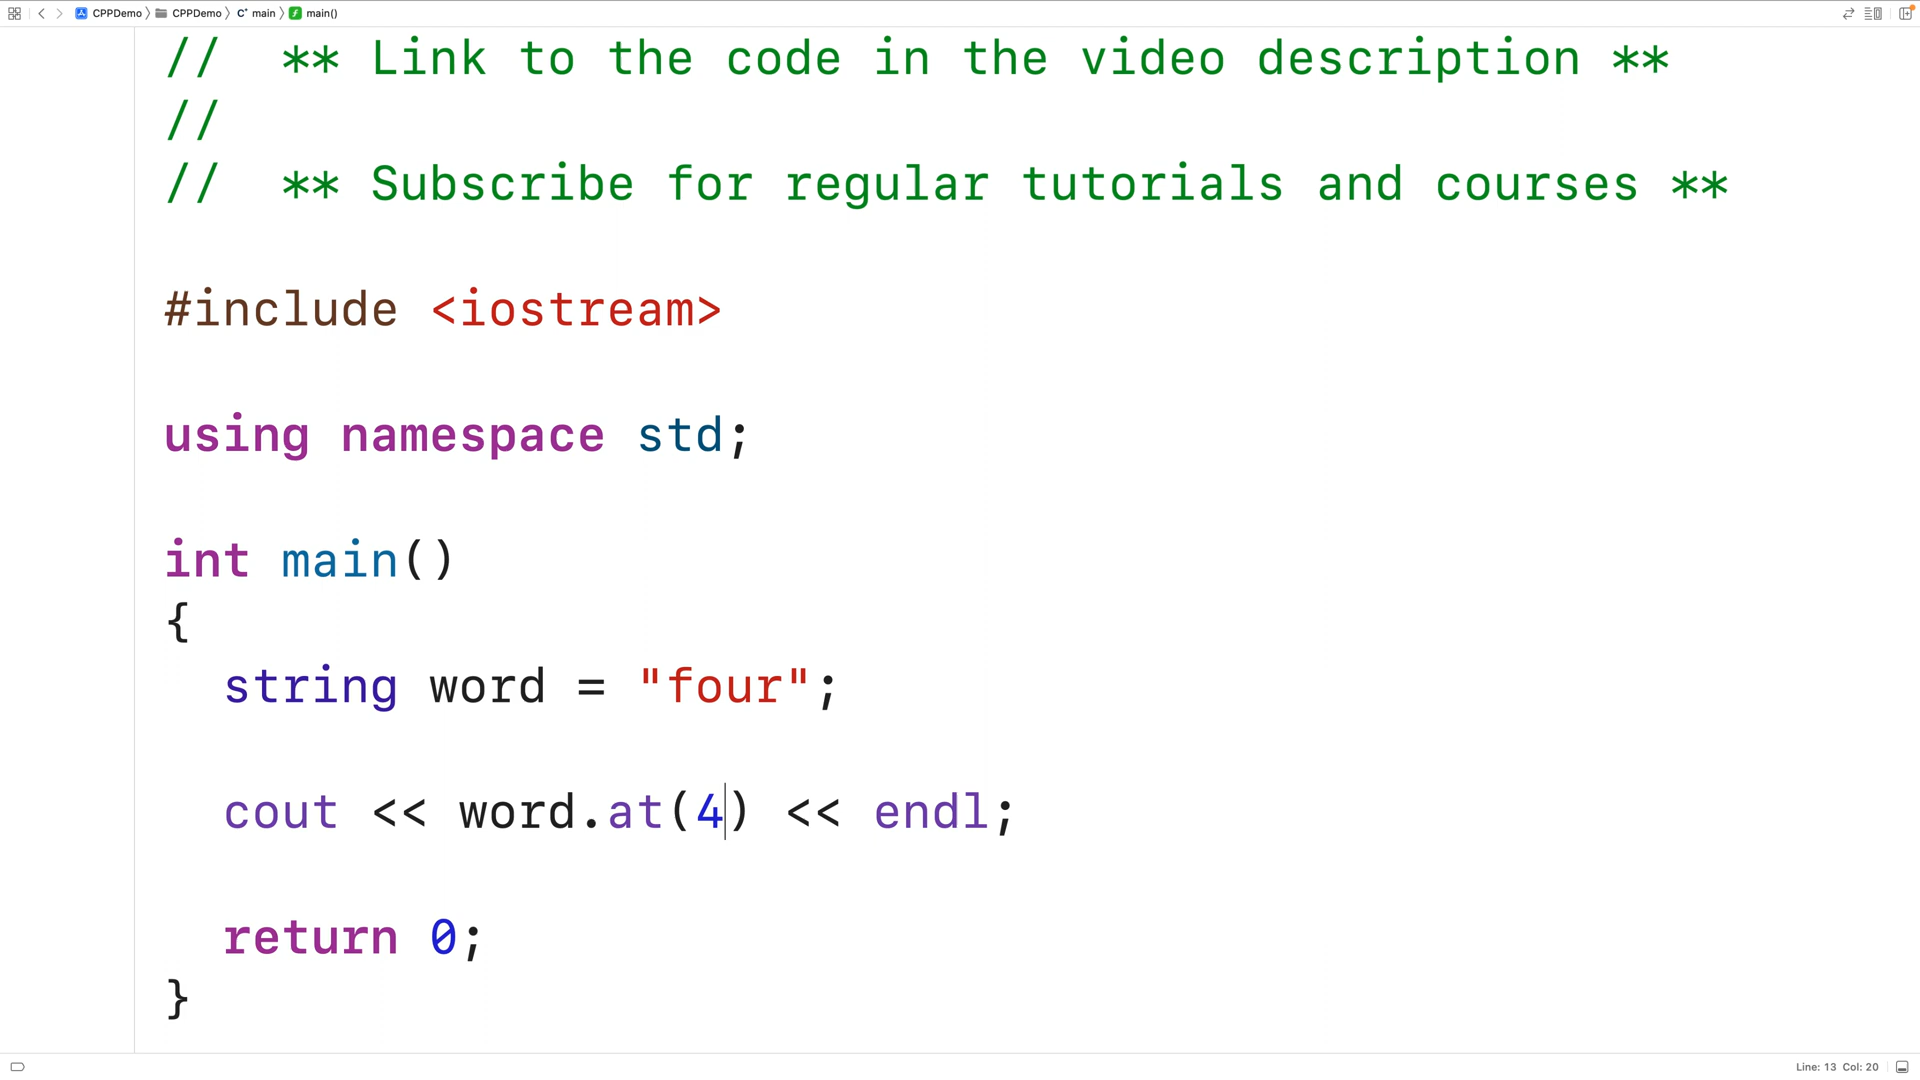 CPPDemo CPPDemo C+ main f main()
// ** Link to the code in the video description **
//
// ** Subscribe for regular tutorials and courses **
#include <iostream>
using namespace std;
int main()
{
string word = "four";
cout << word.at(4) << endl;
return 0;
}
Line: 13 Col: 20